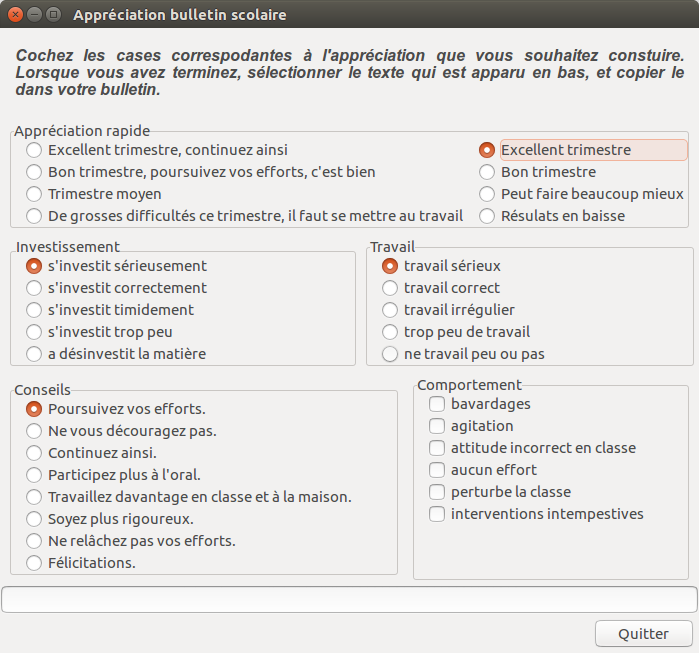 Appréciation bulletin scolaire
Cochez les cases correspodantes à l'appréciation que vous souhaitez constuire.
Lorsque vous avez terminez, sélectionner le texte qui est apparu en bas, et copier le
dans votre bulletin.
Appréciation rapide
Excellent trimestre, continuez ainsi
Excellent trimestre
Bon trimestre, poursuivez vos efforts, c'est bien
Bon trimestre
Trimestre moyen
Peut faire beaucoup mieux
De grosses difficultés ce trimestre, il faut se mettre au travail
Résulats en baisse
Investissement
s'investit sérieusement
s'investit correctement
s'investit timidement
s'investit trop peu
a désinvestit la matière
Travail
travail sérieux
travail correct
travail irrégulier
trop peu de travail
ne travail peu ou pas
Conseils
Poursuivez vos efforts.
Ne vous découragez pas.
Continuez ainsi.
Participez plus à l'oral.
Travaillez davantage en classe et à la maison.
Soyez plus rigoureux.
Ne relâchez pas vos efforts.
Félicitations.
Comportement
bavardages
agitation
attitude incorrect en classe
aucun effort
perturbe la classe
interventions intempestives
Quitter